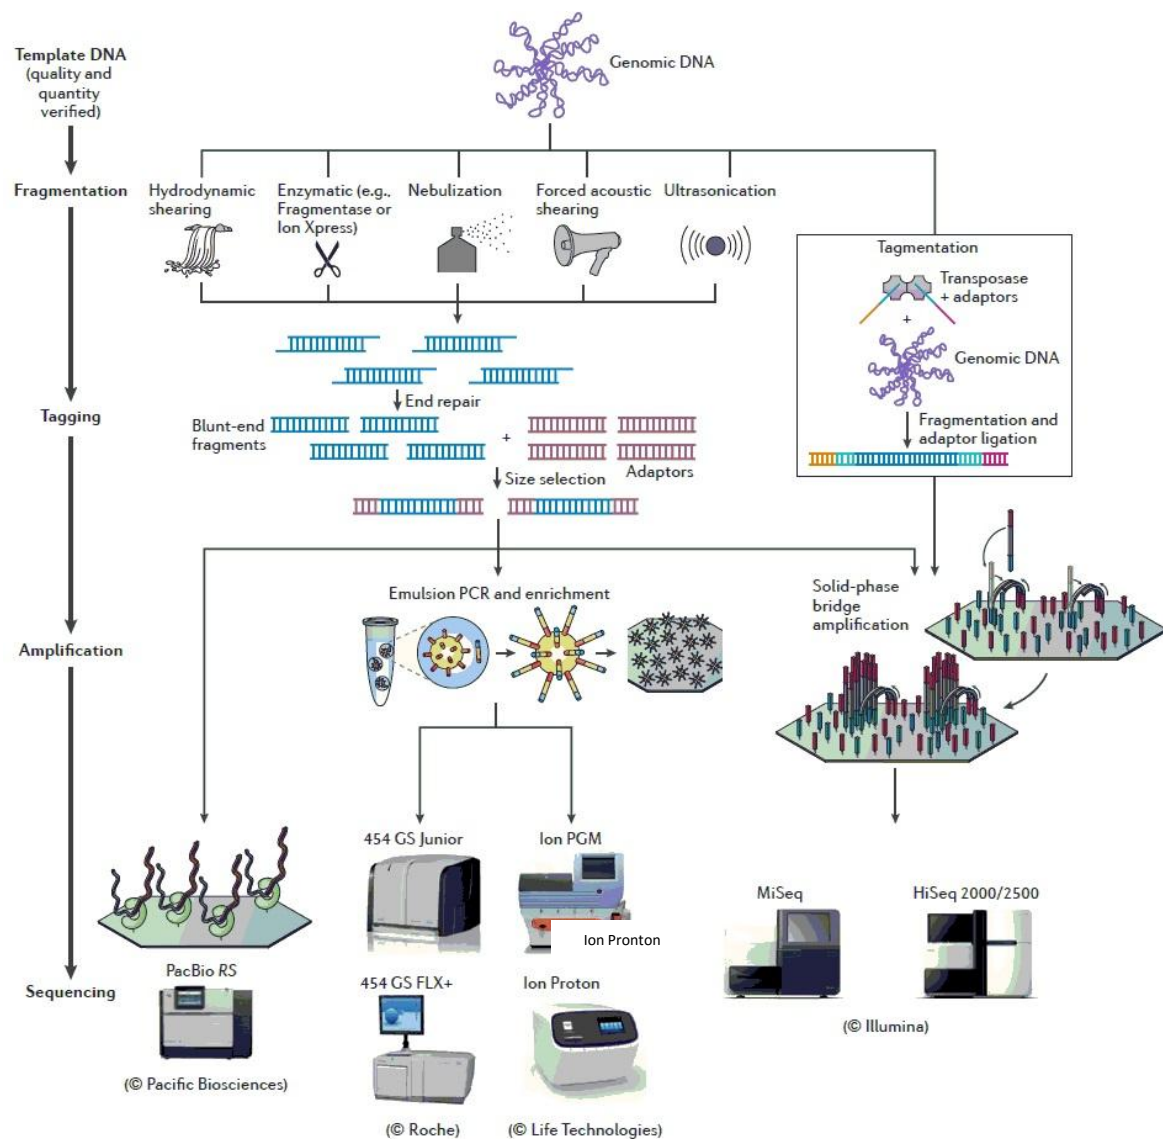 Template DNA
(quality and
quantity
verified)
Genomic DNA
Fragmentation
Hydrodynamic
shearing
Enzymatic (e.g.,
Fragmentase or
Ion Xpress)
Nebulization
Forced acoustic
shearing
Ultrasonication
Tagmentation
Transposase
+ adaptors
+
Genomic DNA
Fragmentation and
adaptor ligation
End repair
Tagging
Blunt-end
fragments
+
Adaptors
Size selection
Emulsion PCR and enrichment
Solid-phase
bridge
amplification
Amplification
454 GS Junior
Ion PGM
Ion Pronton
MiSeq
HiSeq 2000/2500
PacBio RS
454 GS FLX+
Ion Proton
Sequencing
(© Illumina)
(© Pacific Biosciences)
(© Roche)
(© Life Technologies)